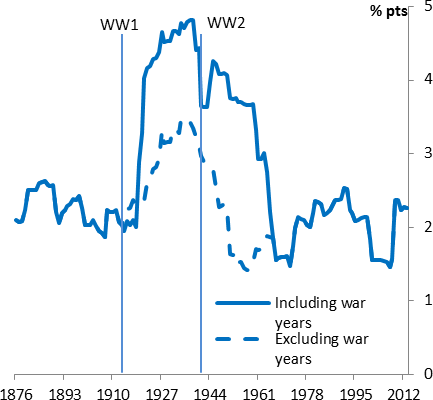 % pts
5
WW1
WW2
4
3
2
Including war
years
1
Excluding war
years
0
1876 1893 1910 1927 1944 1961 1978 1995 2012